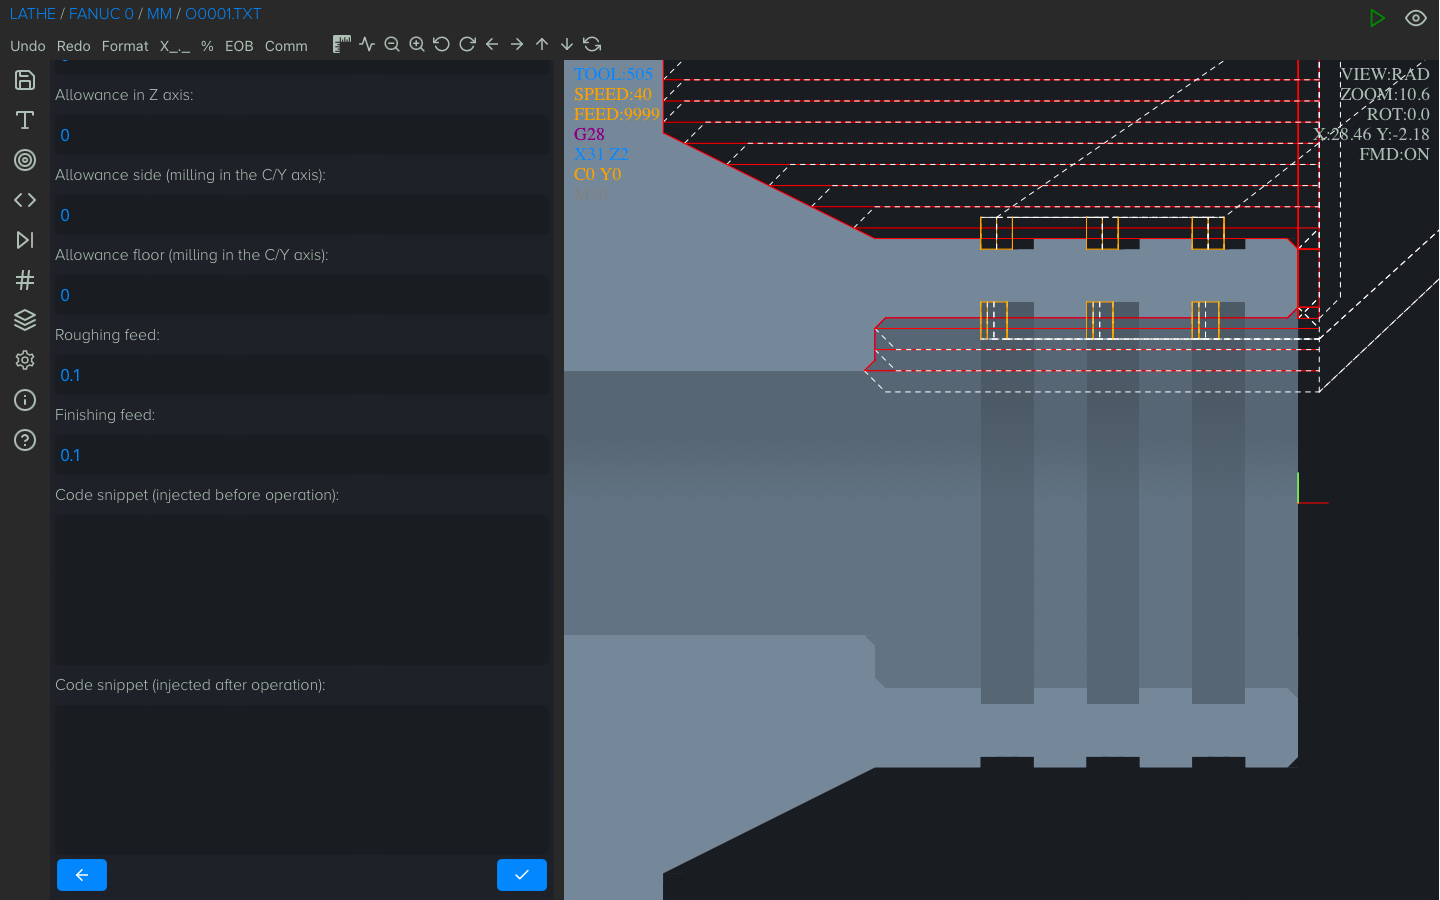 LATHE / FANUC 0 / MM / O0001.TXT
Undo Redo Format X_._ % EOB Comm
Allowance in Z axis:
0
Allowance side (milling in the C/Y axis):
0
Allowance floor (milling in the C/Y axis):
0
Roughing feed:
0.1
Finishing feed:
0.1
Code snippet (injected before operation):
Code snippet (injected after operation):
TOOL:505
SPEED:40
FEED:9999
G28
X31 Z2
C0 Y0
VIEW:RAD
ZOOM:10.6
ROT:0.0
X:28.46 Y:-2.18
FMD:ON